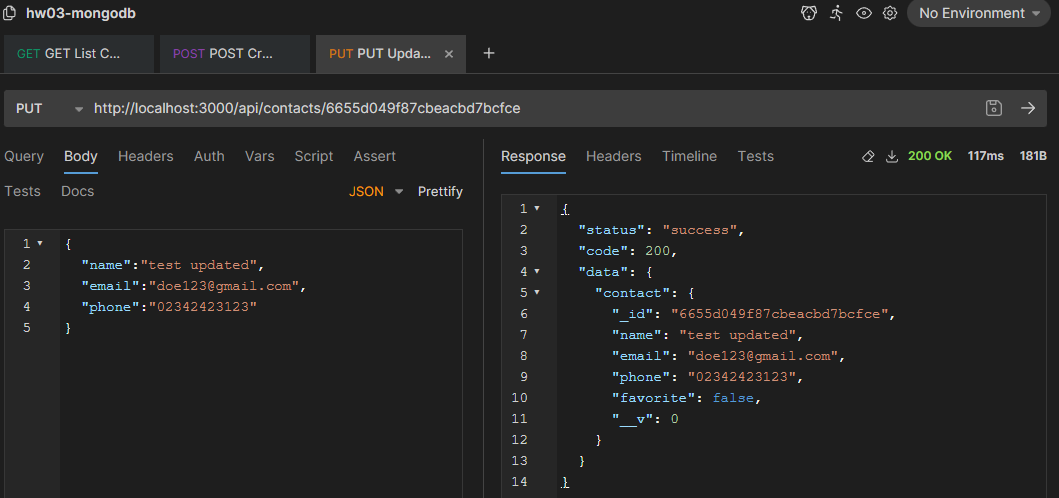 hw03-mongodb No Environment
GET GET List C... POST POST Cr... PUT PUT Upda... × +
PUT http://localhost:3000/api/contacts/6655d049f87cbeacbd7bcfce
Query Body Headers Auth Vars Script Assert
Tests Docs JSON Prettify
1 {
2 "name":"test updated",
3 "email":"doe123@gmail.com",
4 "phone":"02342423123"
5 }
Response Headers Timeline Tests 200 OK 117ms 181B
1 {
2 "status": "success",
3 "code": 200,
4 "data": {
5 "contact": {
6 "_id": "6655d049f87cbeacbd7bcfce",
7 "name": "test updated",
8 "email": "doe123@gmail.com",
9 "phone": "02342423123",
10 "favorite": false,
11 "__v": 0
12 }
13 }
14 }